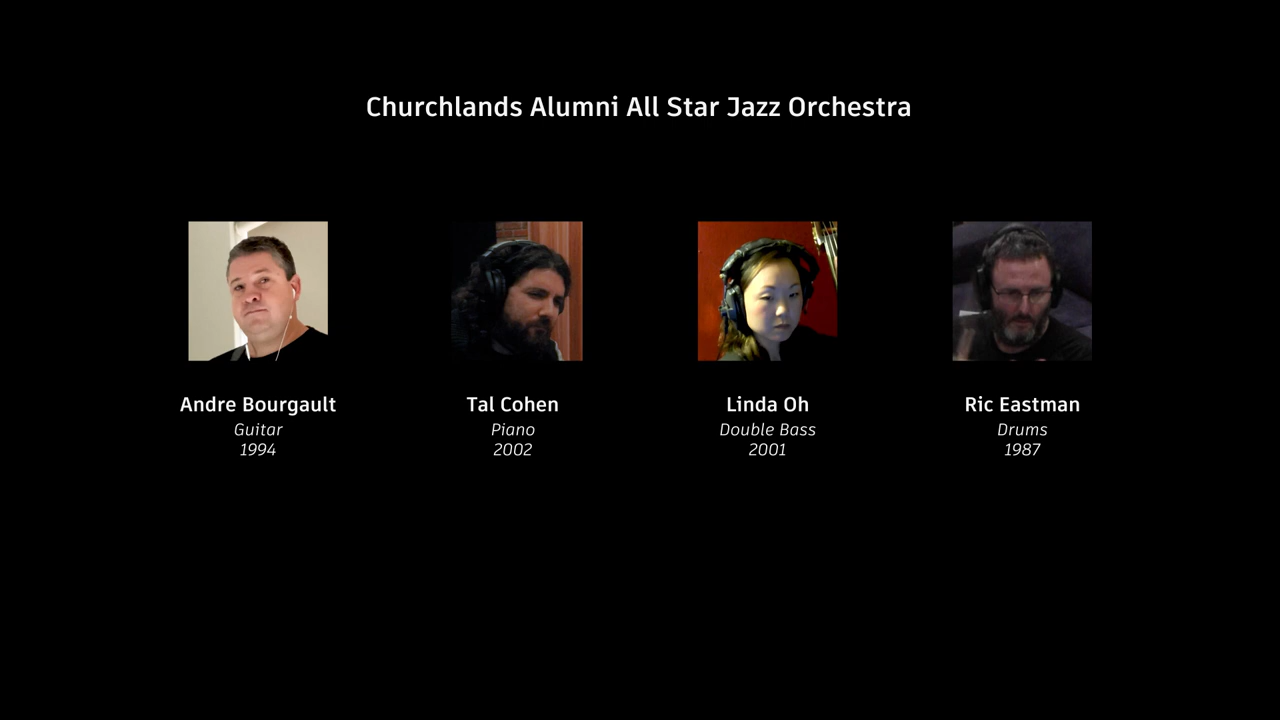 Churchlands Alumni All Star Jazz Orchestra
Andre Bourgault
Guitar
1994
Tal Cohen
Piano
2002
Linda Oh
Double Bass
2001
Ric Eastman
Drums
1987